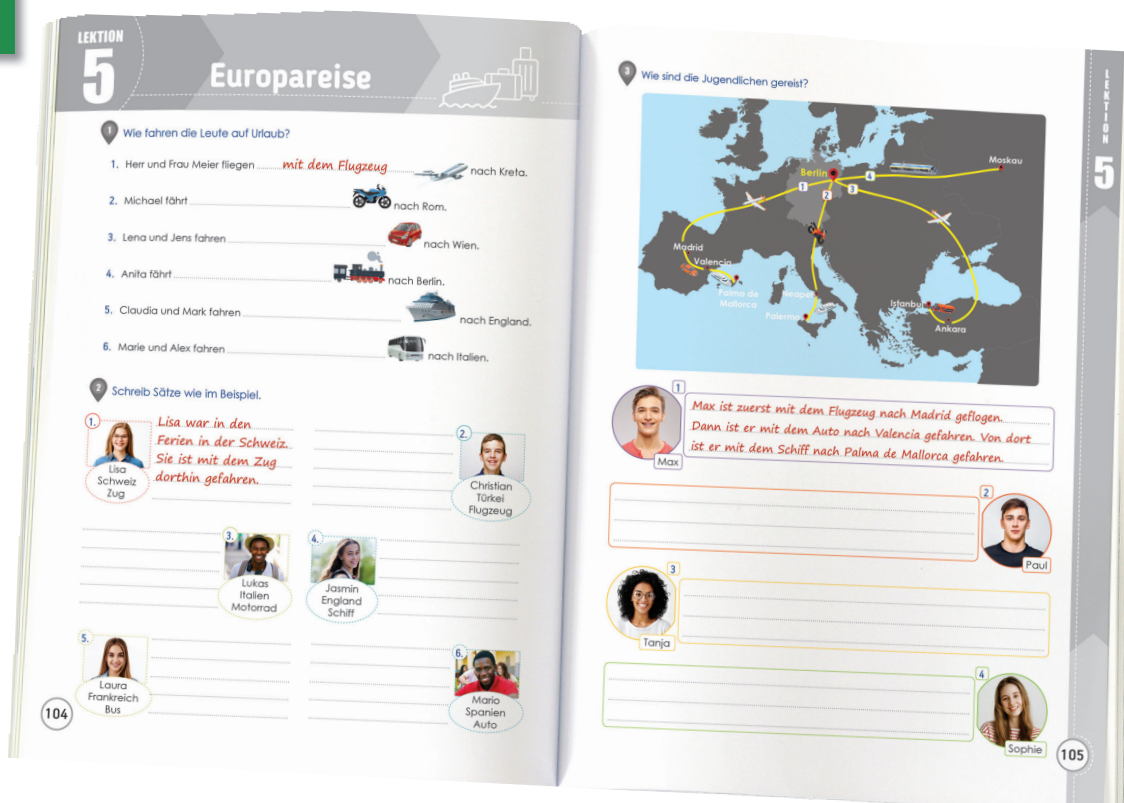 LEKTION
5
Europareise
1 Wie fahren die Leute auf Urlaub?
1. Herr und Frau Meier fliegen mit dem Flugzeug nach Kreta.
2. Michael fährt nach Rom.
3. Lena und Jens fahren nach Wien.
4. Anita fährt nach Berlin.
5. Claudia und Mark fahren nach England.
6. Marie und Alex fahren nach Italien.
2 Schreib Sätze wie im Beispiel.
1.
Lisa
Schweiz
Zug
Lisa war in den
Ferien in der Schweiz.
Sie ist mit dem Zug
dorthin gefahren.
2.
Christian
Türkei
Flugzeug
3.
Lukas
Italien
Motorrad
4.
Jasmin
England
Schiff
5.
Laura
Frankreich
Bus
6.
Mario
Spanien
Auto
104
3 Wie sind die Jugendlichen gereist?
Moskau
Berlin
4
1
2
3
Madrid
Valencia
Palma de
Mallorca
Neapel
Palermo
Istanbul
Ankara
1
Max ist zuerst mit dem Flugzeug nach Madrid geflogen.
Dann ist er mit dem Auto nach Valencia gefahren. Von dort
ist er mit dem Schiff nach Palma de Mallorca gefahren.
Max
2
Paul
3
Tanja
4
Sophie
105
LEKTION
5